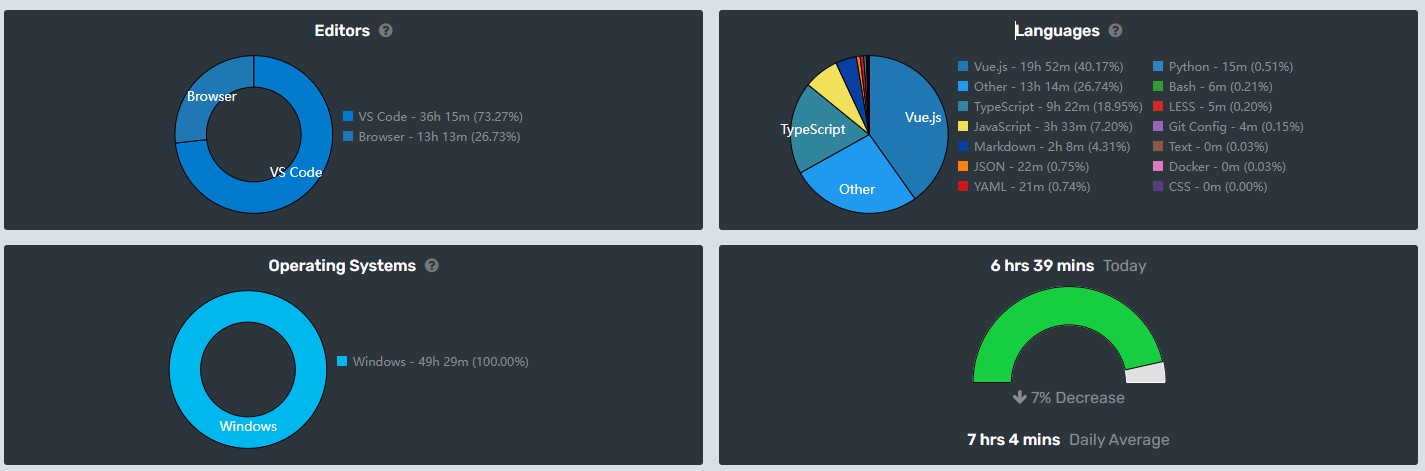 Editors
Browser
VS Code
VS Code - 36h 15m (73.27%)
Browser - 13h 13m (26.73%)
Languages
Vue.js
TypeScript
Other
Vue.js - 19h 52m (40.17%)
Other - 13h 14m (26.74%)
TypeScript - 9h 22m (18.95%)
JavaScript - 3h 33m (7.20%)
Markdown - 2h 8m (4.31%)
JSON - 22m (0.75%)
YAML - 21m (0.74%)
Python - 15m (0.51%)
Bash - 6m (0.21%)
LESS - 5m (0.20%)
Git Config - 4m (0.15%)
Text - 0m (0.03%)
Docker - 0m (0.03%)
CSS - 0m (0.00%)
Operating Systems
Windows
Windows - 49h 29m (100.00%)
6 hrs 39 mins Today
7% Decrease
7 hrs 4 mins Daily Average